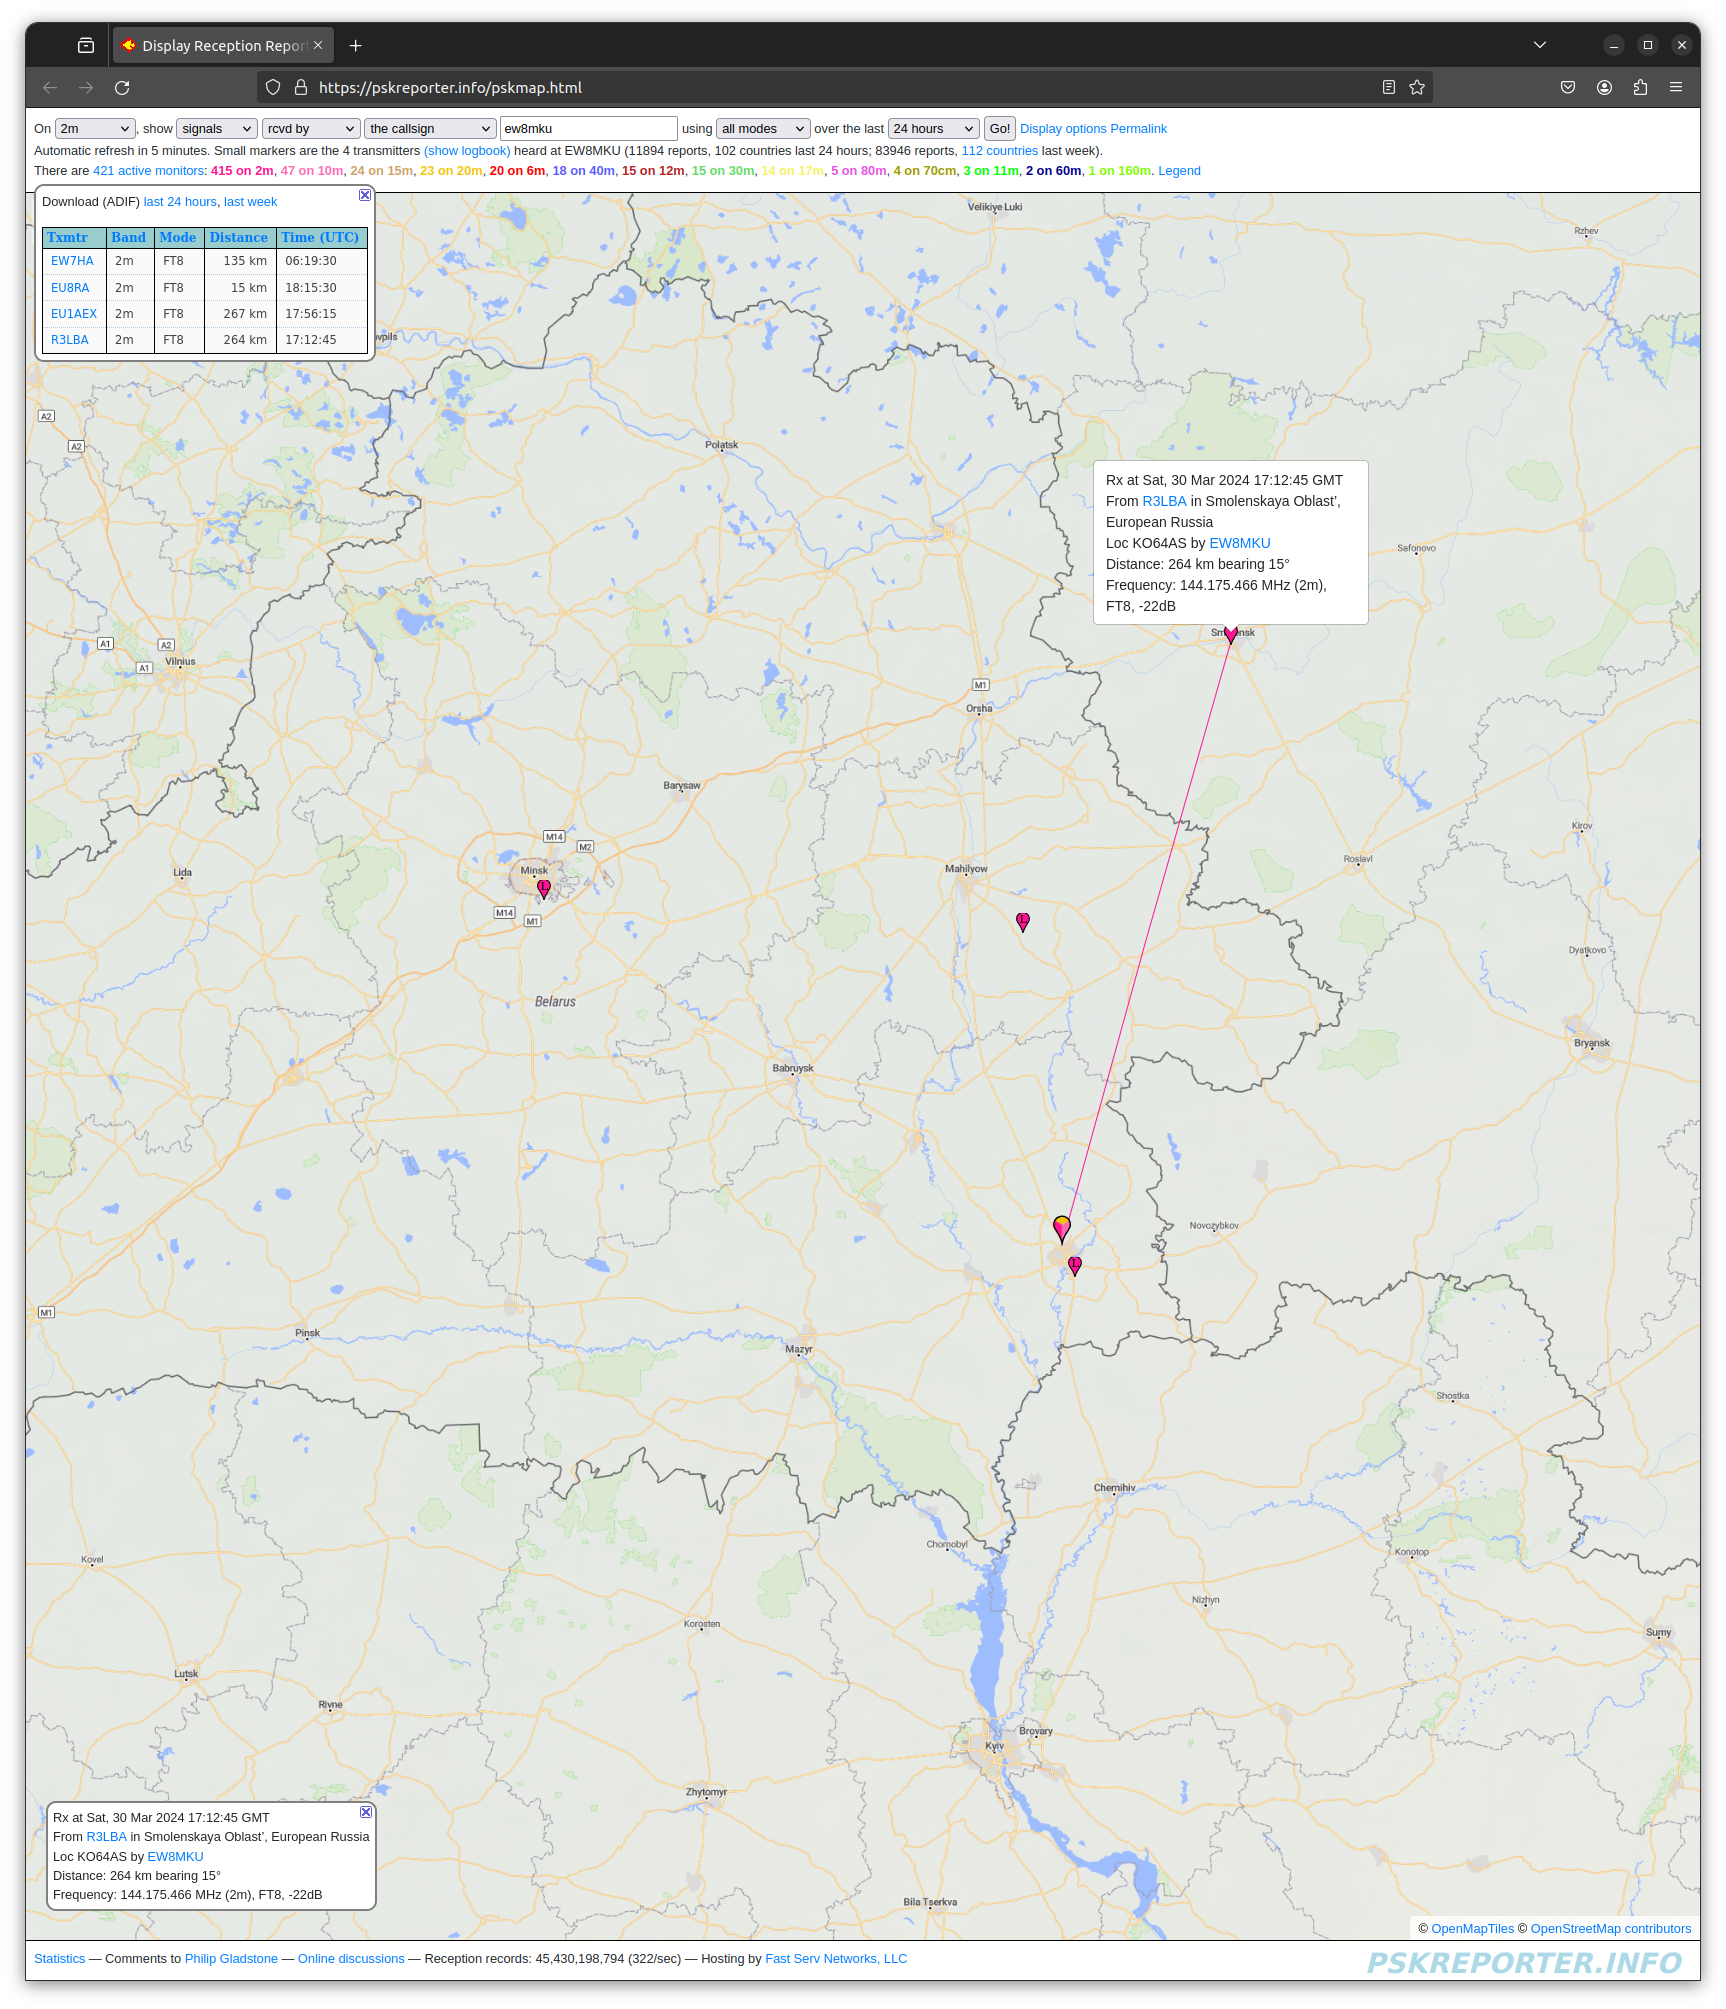 Display Reception Repor
https://pskreporter.info/pskmap.html
On 2m, show signals rcvd by the callsign ew8mku using all modes over the last 24 hours Go! Display options Permalink
Automatic refresh in 5 minutes. Small markers are the 4 transmitters (show logbook) heard at EW8MKU (11894 reports, 102 countries last 24 hours; 83946 reports, 112 countries last week).
There are 421 active monitors: 415 on 2m, 47 on 10m, 24 on 15m, 23 on 20m, 20 on 6m, 18 on 40m, 15 on 12m, 15 on 30m, 14 on 17m, 5 on 80m, 4 on 70cm, 3 on 11m, 2 on 60m, 1 on 160m. Legend
Download (ADIF) last 24 hours, last week
Txmtr Band Mode Distance Time (UTC)
EW7HA 2m FT8 135 km 06:19:30
EU8RA 2m FT8 15 km 18:15:30
EU1AEX 2m FT8 267 km 17:56:15
R3LBA 2m FT8 264 km 17:12:45
Velikiye Luki
Rzhev
vpils
A2
A2
Polatsk
Rx at Sat, 30 Mar 2024 17:12:45 GMT
From R3LBA in Smolenskaya Oblast’,
European Russia
Loc KO64AS by EW8MKU
Distance: 264 km bearing 15°
Frequency: 144.175.466 MHz (2m),
FT8, -22dB
Safonovo
Sm ensk
A1
A2
Vilnius
A1
M1
Orsha
Barysaw
M14
M2
Kirov
Roslavl
Lida
Minsk
L
Mahilyow
M14
M1
L
Dyatkovo
Belarus
Bryansk
Babruysk
Novozybkov
L
M1
Pinsk
Mazyr
Shostka
Chernihiv
Chornobyl
Konotop
Kovel
Nizhyn
Korosten
Sumy
Lutsk
Rivne
Brovary
Kyiv
Zhytomyr
Rx at Sat, 30 Mar 2024 17:12:45 GMT
From R3LBA in Smolenskaya Oblast’, European Russia
Loc KO64AS by EW8MKU
Distance: 264 km bearing 15°
Frequency: 144.175.466 MHz (2m), FT8, -22dB
Bila Tserkva
© OpenMapTiles © OpenStreetMap contributors
Statistics — Comments to Philip Gladstone — Online discussions — Reception records: 45,430,198,794 (322/sec) — Hosting by Fast Serv Networks, LLC
PSKREPORTER.INFO